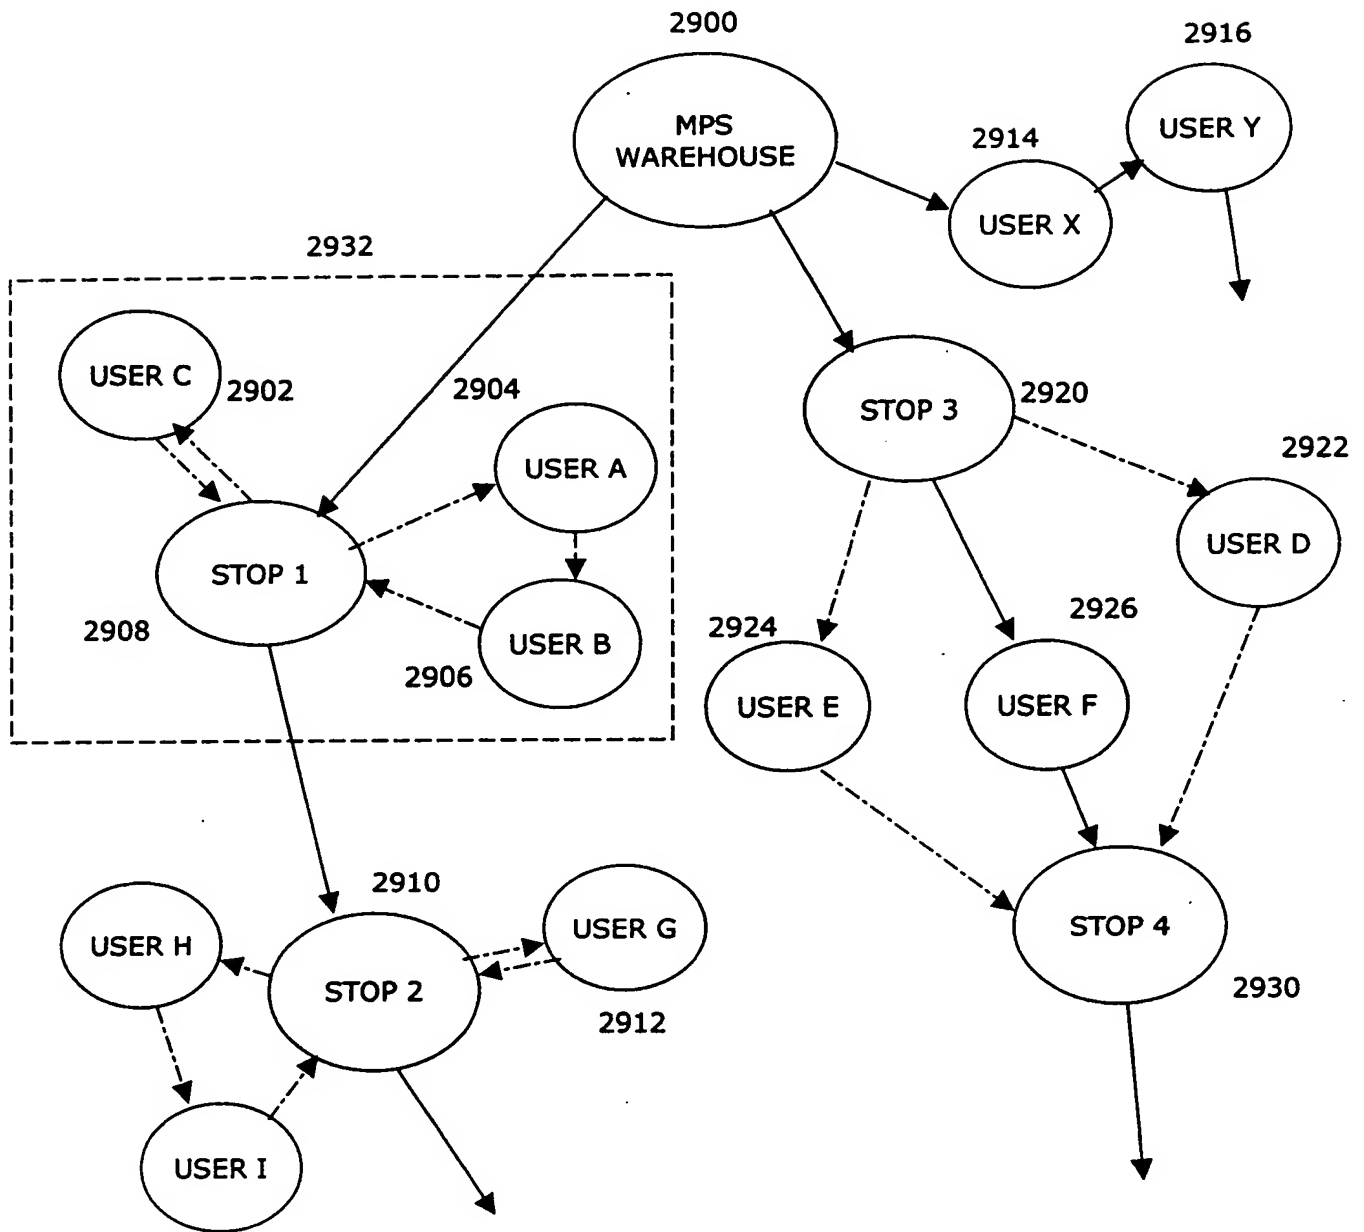 2900
2916
MPS
WAREHOUSE
USER Y
2914
USER X
2932
USER C
2902
2904
STOP 3
2920
USER A
2922
USER D
STOP 1
2908
USER B
2906
2924
2926
USER E
USER F
2910
USER H
USER G
STOP 2
2912
STOP 4
2930
USER I